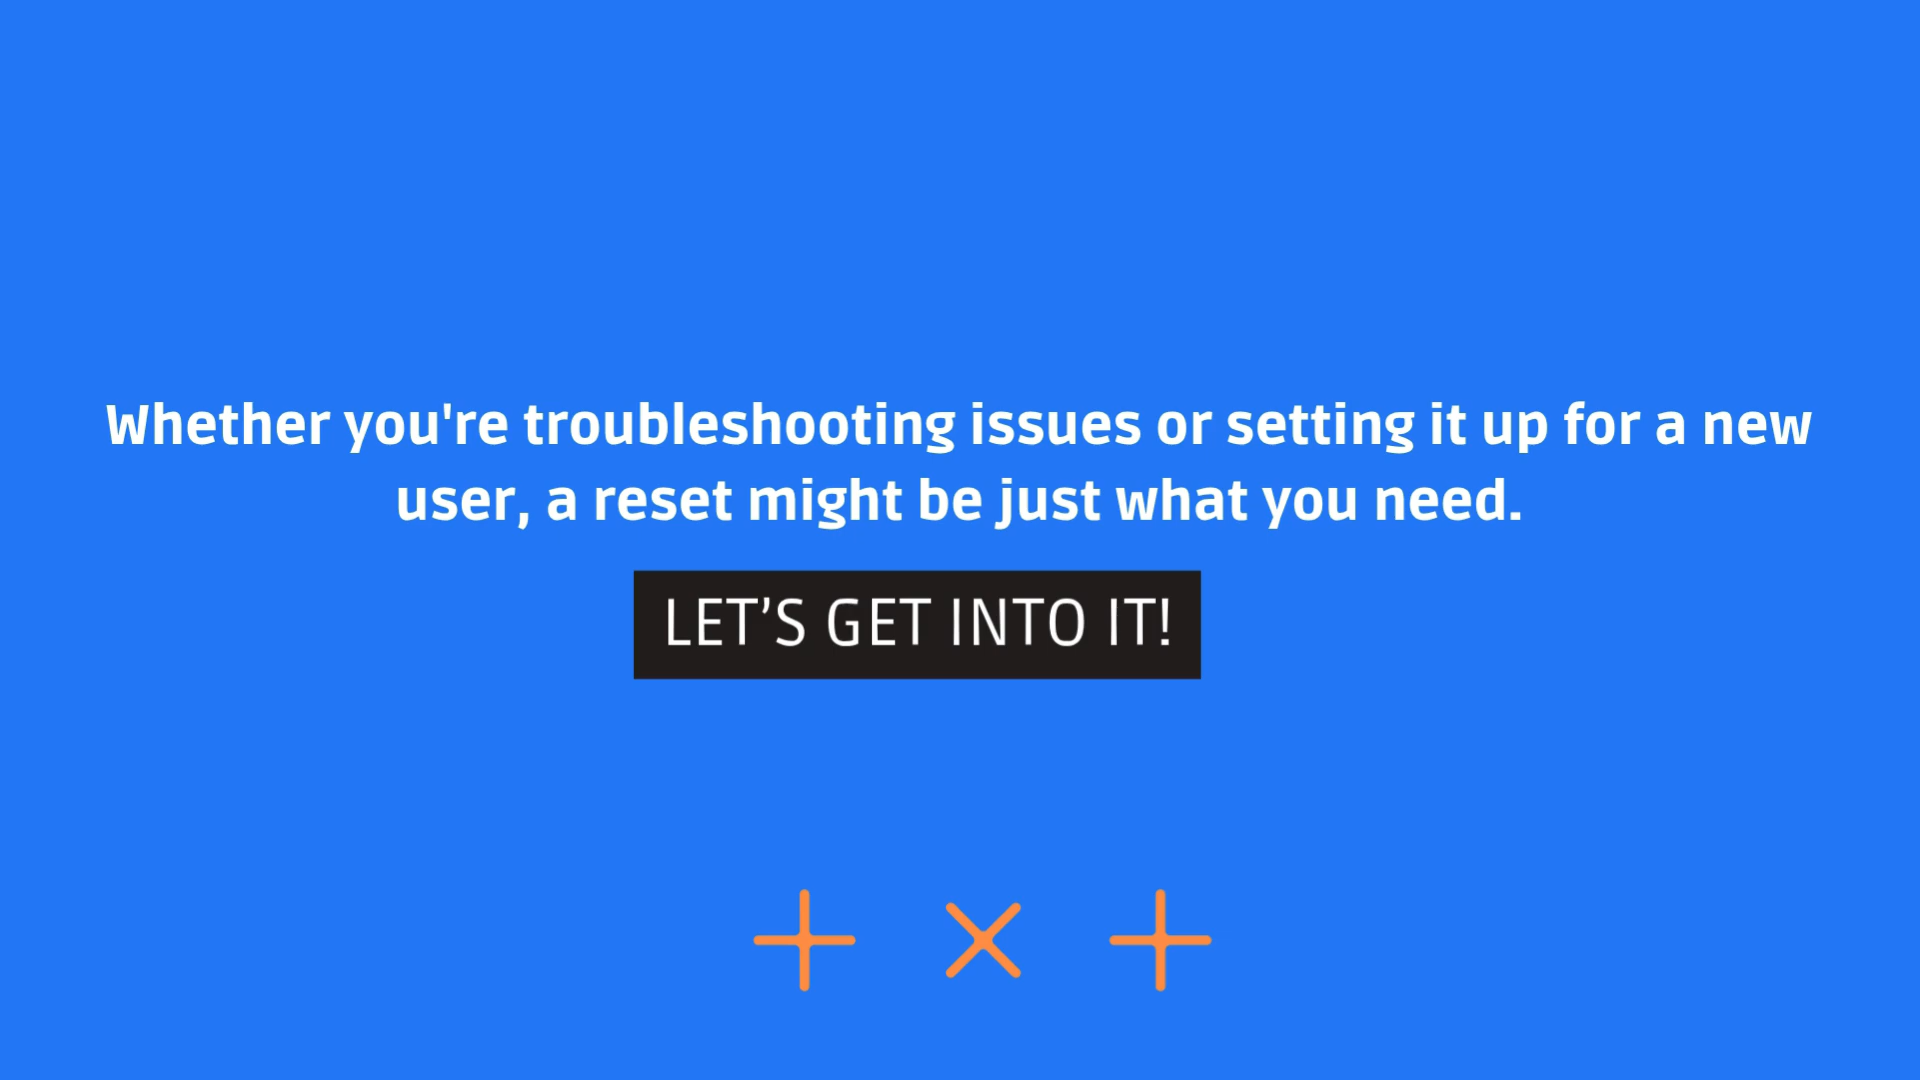 Whether you're troubleshooting issues or setting it up for a new
user, a reset might be just what you need.
LET’S GET INTO IT!